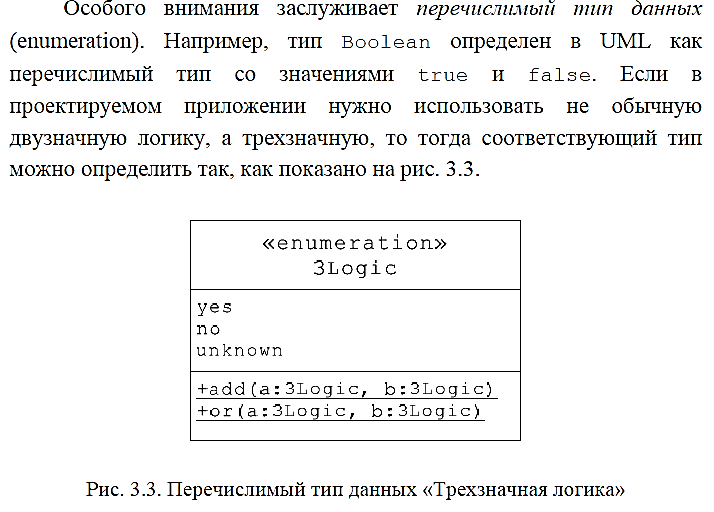 Особого внимания заслуживает перечислимый тип данных
(enumeration). Например, тип Boolean определен в UML как
перечислимый тип со значениями true и false. Если в
проектируемом приложении нужно использовать не обычную
двузначную логику, а трехзначную, то тогда соответствующий тип
можно определить так, как показано на рис. 3.3.
«enumeration»
3Logic
yes
no
unknown
+add(a:3Logic, b:3Logic)
+or(a:3Logic, b:3Logic)
Рис. 3.3. Перечислимый тип данных «Трехзначная логика»